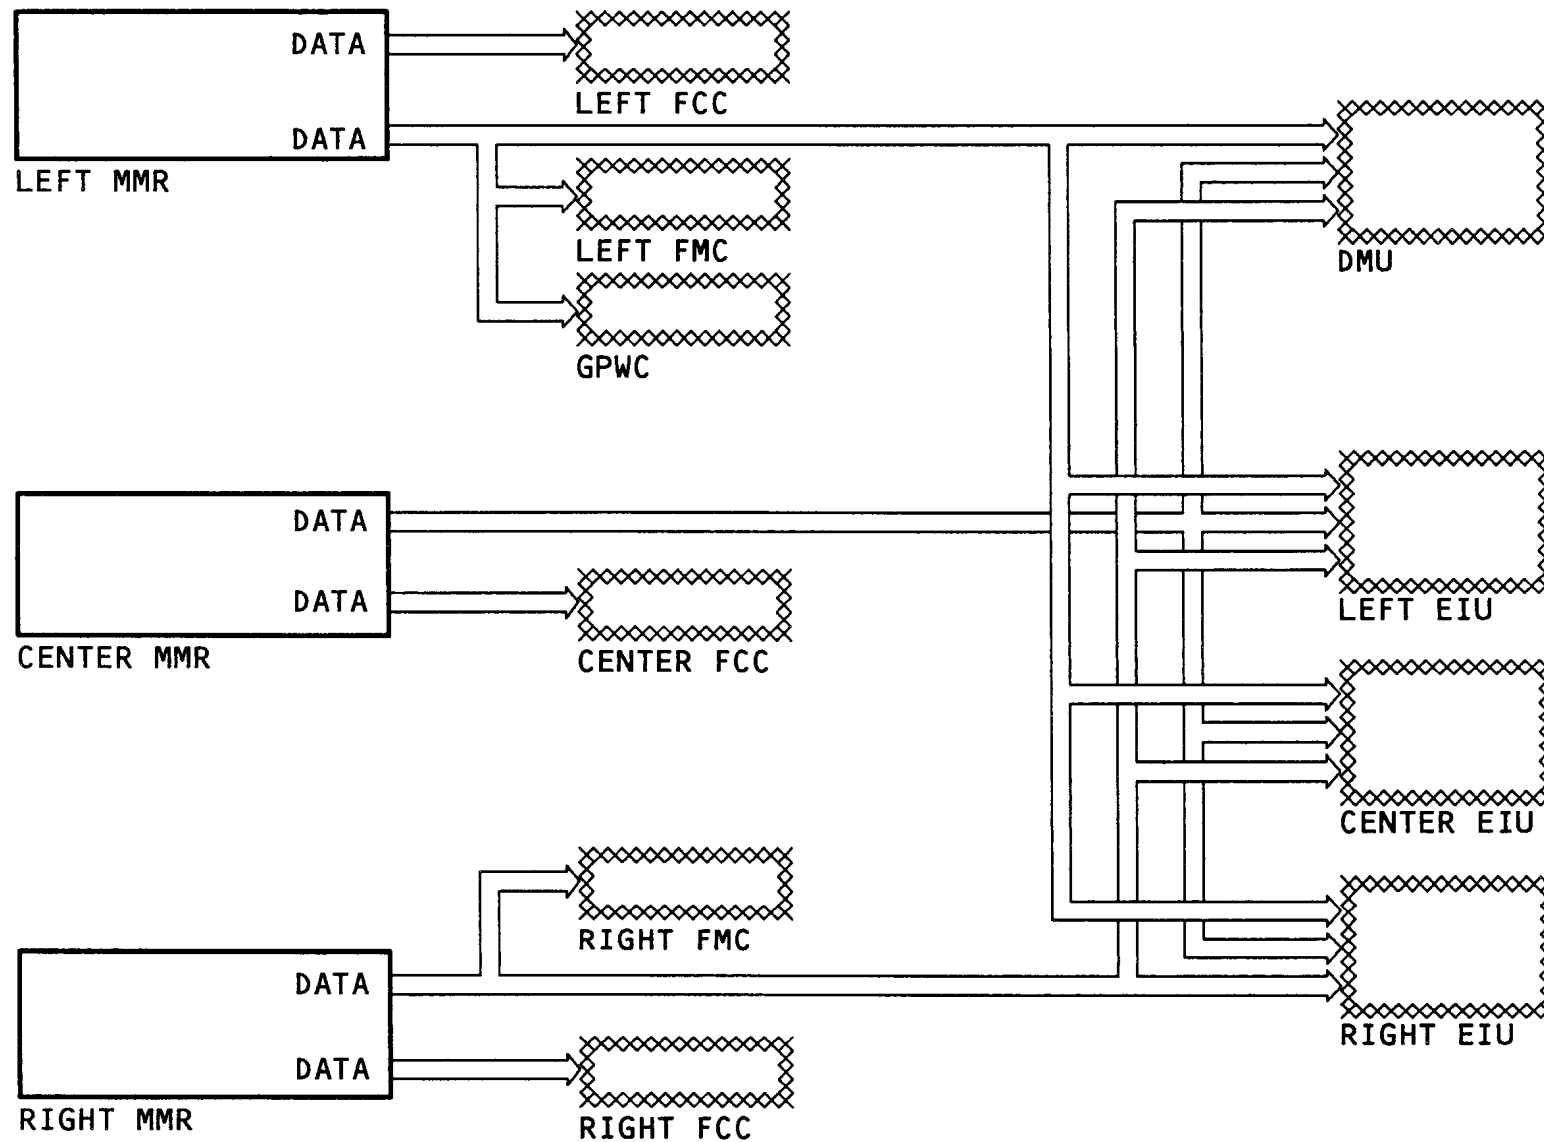 DATA
LEFT FCC
DATA
LEFT MMR
LEFT FMC
DMU
GPWC
DATA
DATA
LEFT EIU
CENTER MMR
CENTER FCC
CENTER EIU
RIGHT FMC
DATA
RIGHT EIU
DATA
RIGHT MMR
RIGHT FCC